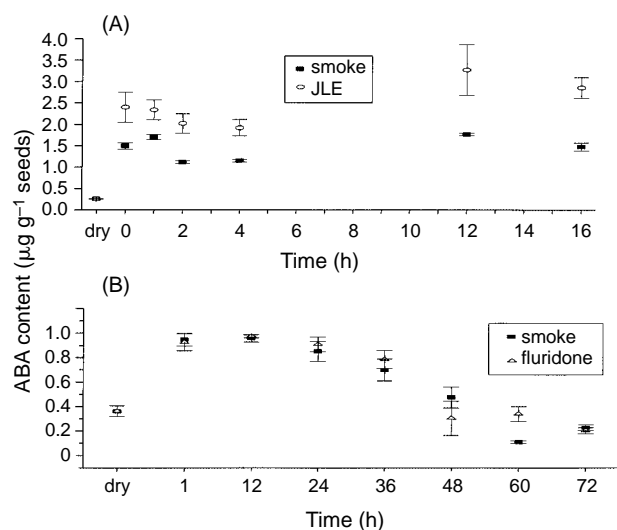 (A)
smoke
JLE
3.5
3.0
2.5
2.0
1.5
1.0
0.5
0.0
dry 0 2 4 6 8 10 12 14 16
Time (h)
ABA content (μg g⁻¹ seeds)
(B)
smoke
fluridone
1.0
0.8
0.6
0.4
0.2
0
dry 1 12 24 36 48 60 72
Time (h)